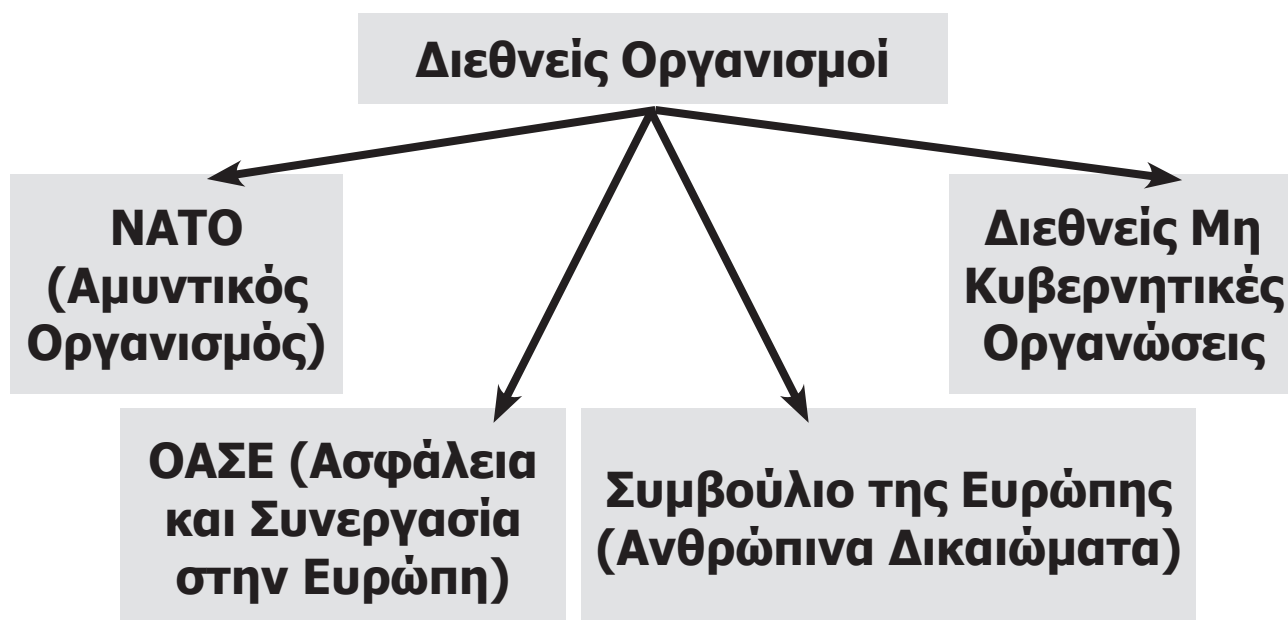 Διεθνείς Οργανισμοί
ΝΑΤΟ
(Αμυντικός
Οργανισμός)
Διεθνείς Μη
Κυβερνητικές
Οργανώσεις
ΟΑΣΕ (Ασφάλεια
και Συνεργασία
στην Ευρώπη)
Συμβούλιο της Ευρώπης
(Ανθρώπινα Δικαιώματα)